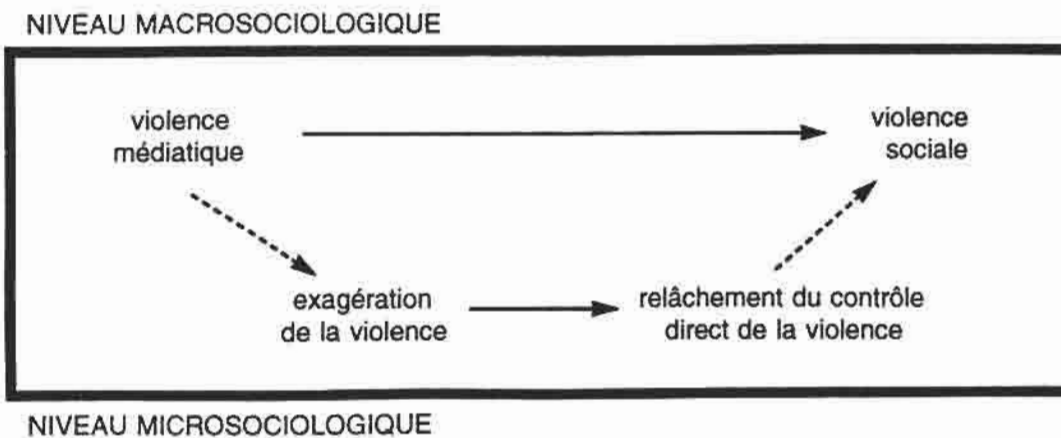 NIVEAU MACROSOCIOLOGIQUE
violence
médiatique
violence
sociale
exagération
de la violence
relâchement du contrôle
direct de la violence
NIVEAU MICROSOCIOLOGIQUE